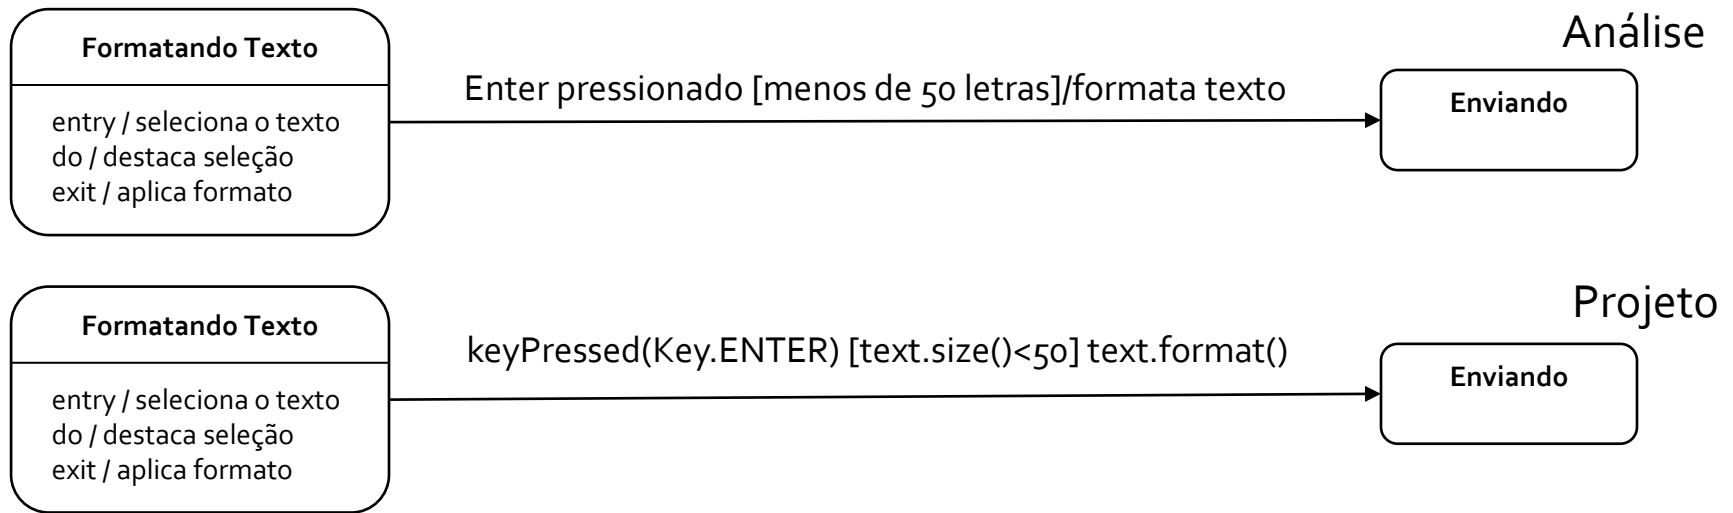 Análise
Formatando Texto
Enter pressionado [menos de 50 letras]/formata texto
Enviando
entry / seleciona o texto
do / destaca seleção
exit / aplica formato
Projeto
Formatando Texto
keyPressed(Key.ENTER) [text.size()<50] text.format()
Enviando
entry / seleciona o texto
do / destaca seleção
exit / aplica formato